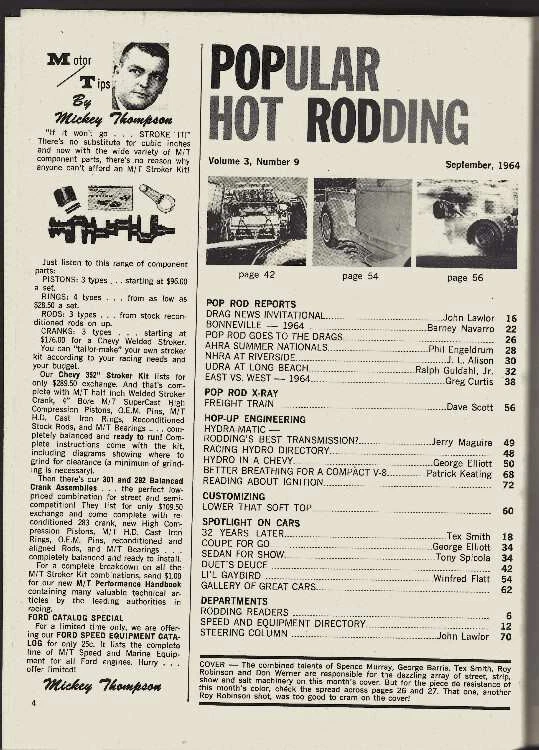 Motor
Tips
By
Mickey Thompson
"If it won't go . . . STROKE IT!"
There's no substitute for cubic inches
and now with the wide variety of M/T
component parts, there's no reason why
anyone can't afford an M/T Stroker Kit!
Just listen to this range of component
parts:
PISTONS: 3 types . . . starting at $96.00
a set.
RINGS: 4 types . . . from as low as
$28.50 a set.
RODS: 3 types . . . from stock recon-
ditioned rods on up.
CRANKS: 3 types . . . starting at
$176.00 for a Chevy Welded Stroker.
You can "tailor-make" your own stroker
kit according to your racing needs and
your budget.
Our Chevy 352" Stroker Kit lists for
only $289.50 exchange. And that's com-
plete with M/T half inch Welded Stroker
Crank, 4" Bore M/T SuperCast High
Compression Pistons, O.E.M. Pins, M/T
H.D. Cast Iron Rings, Reconditioned
Stock Rods, and M/T Bearings . . . com-
pletely balanced and ready to run! Com-
plete instructions come with the kit,
including diagrams showing where to
grind for clearance (a minimum of grind-
ing is necessary).
Then there's our 301 and 292 Balanced
Crank Assemblies . . . the perfect low-
priced combination for street and semi-
competition! They list for only $109.50
exchange and come complete with re-
conditioned 283 crank, new High Com-
pression Pistons, M/T H.D. Cast Iron
Rings, O.E.M. Pins, reconditioned and
aligned Rods, and M/T Bearings . . .
completely balanced and ready to install.
For a complete breakdown on all the
M/T Stroker Kit combinations, send $1.00
for our new M/T Performance Handbook
containing many valuable technical ar-
ticles by the leading authorities in
racing.
FORD CATALOG SPECIAL
For a limited time only, we are offer-
ing our FORD SPEED EQUIPMENT CATA-
LOG for only 25c. It lists the complete
line of M/T Speed and Marine Equip-
ment for all Ford engines. Hurry . . .
offer limited!
Mickey Thompson
4
POPULAR
HOT RODDING
Volume 3, Number 9 September, 1964
page 42 page 54 page 56
POP ROD REPORTS
DRAG NEWS INVITATIONAL John Lawlor 16
BONNEVILLE — 1964 Barney Navarro 22
POP ROD GOES TO THE DRAGS 26
AHRA SUMMER NATIONALS Phil Engeldrum 28
NHRA AT RIVERSIDE J. L. Alison 30
UDRA AT LONG BEACH Ralph Guldahl, Jr. 32
EAST VS. WEST — 1964 Greg Curtis 38
POP ROD X-RAY
FREIGHT TRAIN Dave Scott 56
HOP-UP ENGINEERING
HYDRA-MATIC —
RODDING'S BEST TRANSMISSION? Jerry Maguire 49
RACING HYDRO DIRECTORY 48
HYDRO IN A CHEVY George Elliott 50
BETTER BREATHING FOR A COMPACT V-8 Patrick Keating 68
READING ABOUT IGNITION 72
CUSTOMIZING
LOWER THAT SOFT TOP 60
SPOTLIGHT ON CARS
32 YEARS LATER Tex Smith 18
COUPE FOR GO George Elliott 34
SEDAN FOR SHOW Tony Spicola 34
DUET'S DEUCE 42
LI'L GAYBIRD Winfred Flatt 54
GALLERY OF GREAT CARS 62
DEPARTMENTS
RODDING READERS 6
SPEED AND EQUIPMENT DIRECTORY 12
STEERING COLUMN John Lawlor 70
COVER — The combined talents of Spence Murray, George Barris, Tex Smith, Roy
Robinson and Don Werner are responsible for the dazzling array of street, strip,
show and salt machinery on this month's cover. But for the piece de resistance of
this month's color, check the spread across pages 26 and 27. That one, another
Roy Robinson shot, was too good to cram on the cover!